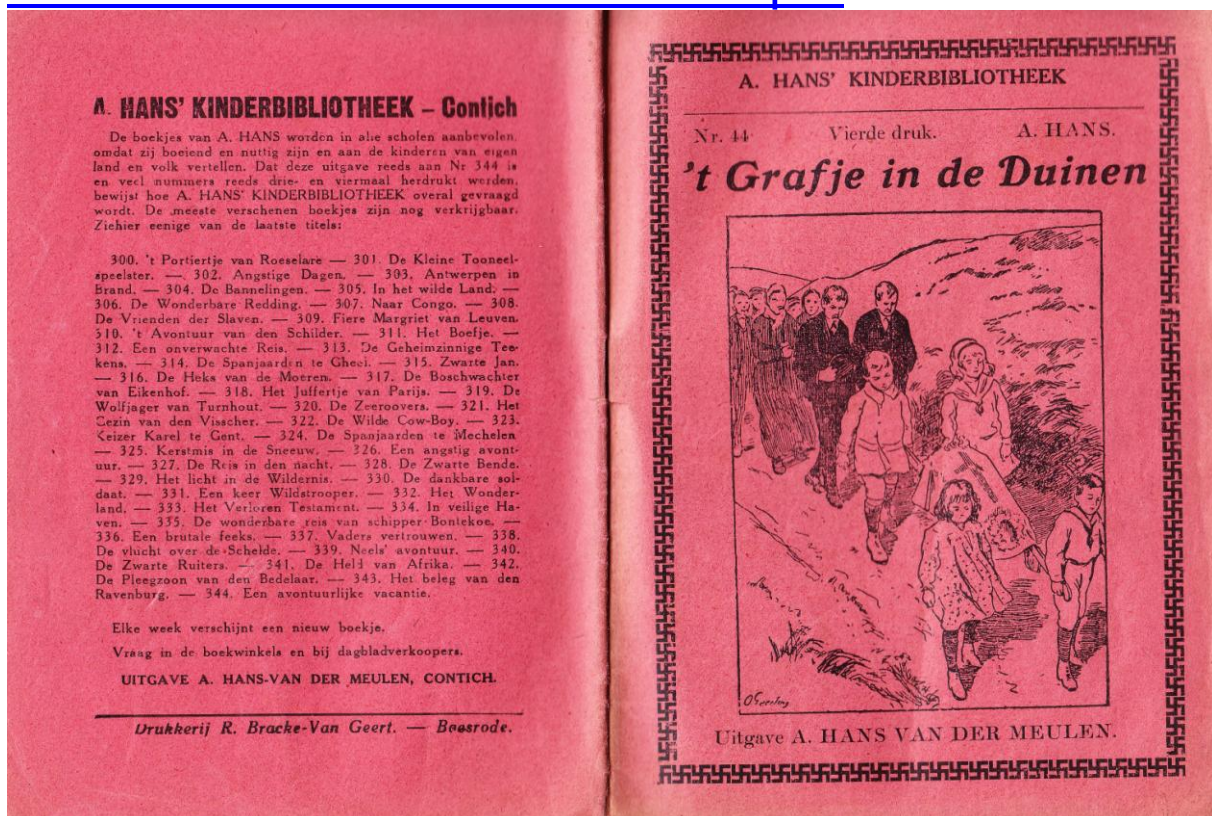 A. HANS' KINDERBIBLIOTHEEK – Contich
De boekjes van A. HANS worden in alle scholen aanbevolen,
omdat zij boeiend en nuttig zijn en aan de kinderen van eigen
land en volk vertellen. Dat deze uitgave reeds aan Nr 344 is
en veel nummers reeds drie- en viermaal herdrukt werden,
bewijst hoe A. HANS' KINDERBIBLIOTHEEK overal gevraagd
wordt. De meeste verschenen boekjes zijn nog verkrijgbaar.
Ziehier eenige van de laatste titels:
300. 't Portiertje van Roeselare — 301. De Kleine Tooneel-
speelster. — 302. Angstige Dagen. — 303. Antwerpen in
Brand. — 304. De Bannelingen. — 305. In het wilde Land. —
306. De Wonderbare Redding. — 307. Naar Congo. — 308.
De Vrienden der Slaven. — 309. Fiere Margriet van Leuven.
310. 't Avontuur van den Schilder. — 311. Het Boefje. —
312. Een onverwachte Reis. — 313. De Geheimzinnige Tee-
kens. — 314. De Spanjaarden te Gheel. — 315. Zwarte Jan.
— 316. De Heks van de Moeren. — 317. De Boschwachter
van Eikenhof. — 318. Het Juffertje van Parijs. — 319. De
Wolfjager van Turnhout. — 320. De Zeeroovers. — 321. Het
Gezin van den Visscher. — 322. De Wilde Cow-Boy. — 323.
Keizer Karel te Gent. — 324. De Spanjaarden te Mechelen
— 325. Kerstmis in de Sneeuw. — 326. Een angstig avont-
uur. — 327. De Reis in den nacht. — 328. De Zwarte Bende.
— 329. Het licht in de Wildernis. — 330. De dankbare sol-
daat. — 331. Een keer Wildstrooper. — 332. Het Wonder-
land. — 333. Het Verloren Testament. — 334. In veilige Ha-
ven. — 335. De wonderbare reis van schipper Bontekoe. —
336. Een brutale feeks. — 337. Vaders vertrouwen. — 338.
De vlucht over de Schelde. — 339. Neels' avontuur. — 340.
De Zwarte Ruiters. — 341. De Held van Afrika. — 342.
De Pleegzoon van den Bedelaar. — 343. Het beleg van den
Ravenburg. — 344. Een avontuurlijke vacantie.
Elke week verschijnt een nieuw boekje.
Vraag in de boekwinkels en bij dagbladverkoopers.
UITGAVE A. HANS-VAN DER MEULEN, CONTICH.
Drukkerij R. Bracke-Van Geert. — Baasrode.
A. HANS' KINDERBIBLIOTHEEK
Nr. 44 Vierde druk. A. HANS.
't Grafje in de Duinen
Uitgave A. HANS VAN DER MEULEN.